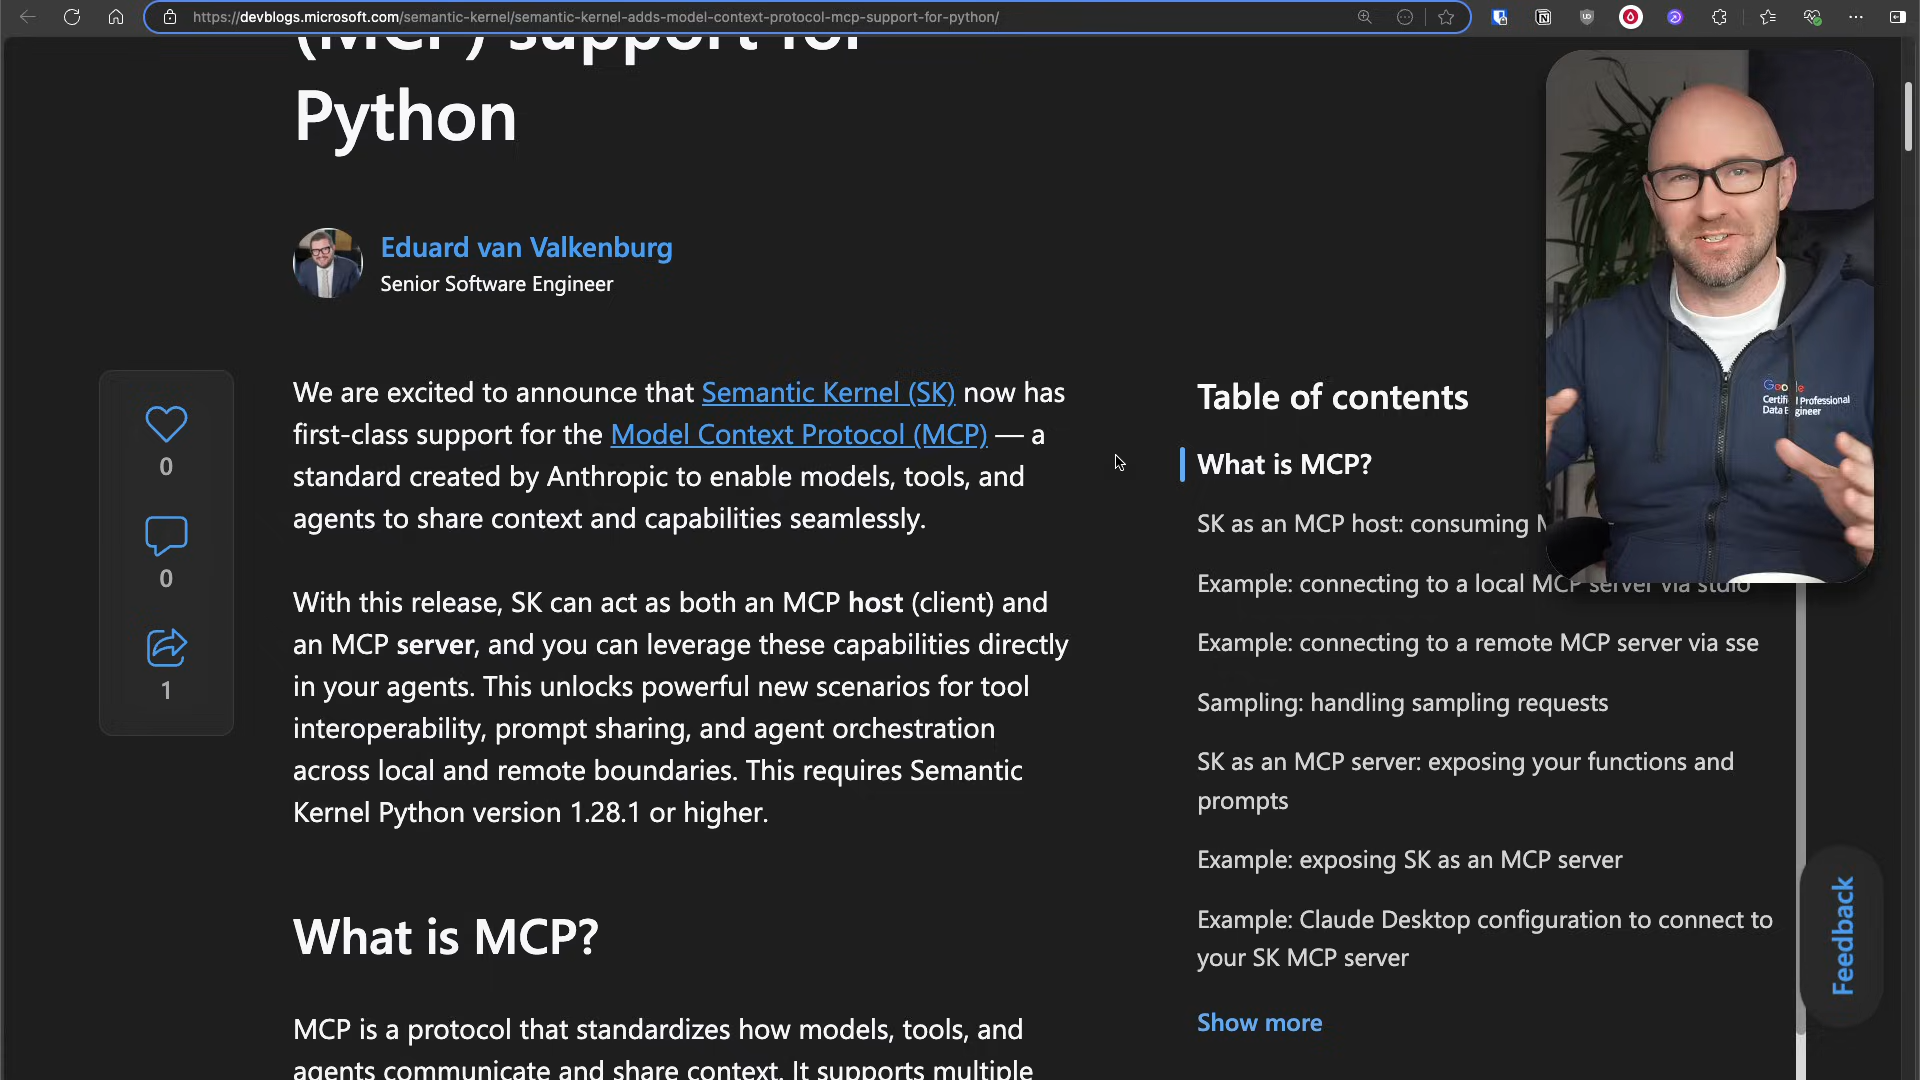 https://devblogs.microsoft.com/semantic-kernel/semantic-kernel-adds-model-context-protocol-mcp-support-for-python/
(MCP) support for
Python
Eduard van Valkenburg
Senior Software Engineer
0
0
1
We are excited to announce that Semantic Kernel (SK) now has
first-class support for the Model Context Protocol (MCP) — a
standard created by Anthropic to enable models, tools, and
agents to share context and capabilities seamlessly.
With this release, SK can act as both an MCP host (client) and
an MCP server, and you can leverage these capabilities directly
in your agents. This unlocks powerful new scenarios for tool
interoperability, prompt sharing, and agent orchestration
across local and remote boundaries. This requires Semantic
Kernel Python version 1.28.1 or higher.
What is MCP?
MCP is a protocol that standardizes how models, tools, and
agents communicate and share context. It supports multiple
Table of contents
What is MCP?
SK as an MCP host: consuming
Example: connecting to a local MCP server via stdio
Example: connecting to a remote MCP server via sse
Sampling: handling sampling requests
SK as an MCP server: exposing your functions and
prompts
Example: exposing SK as an MCP server
Example: Claude Desktop configuration to connect to
your SK MCP server
Show more
Feedback
Google
Certified Professional
Data Engineer